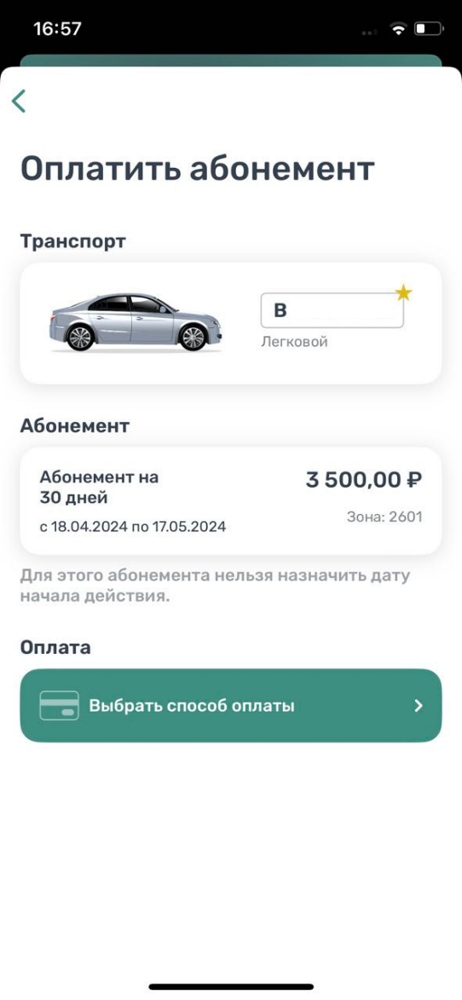 16:57
Оплатить абонемент
Транспорт
В
Легковой
Абонемент
Абонемент на
30 дней
3 500,00 ₽
с 18.04.2024 по 17.05.2024
Зона: 2601
Для этого абонемента нельзя назначить дату
начала действия.
Оплата
Выбрать способ оплаты